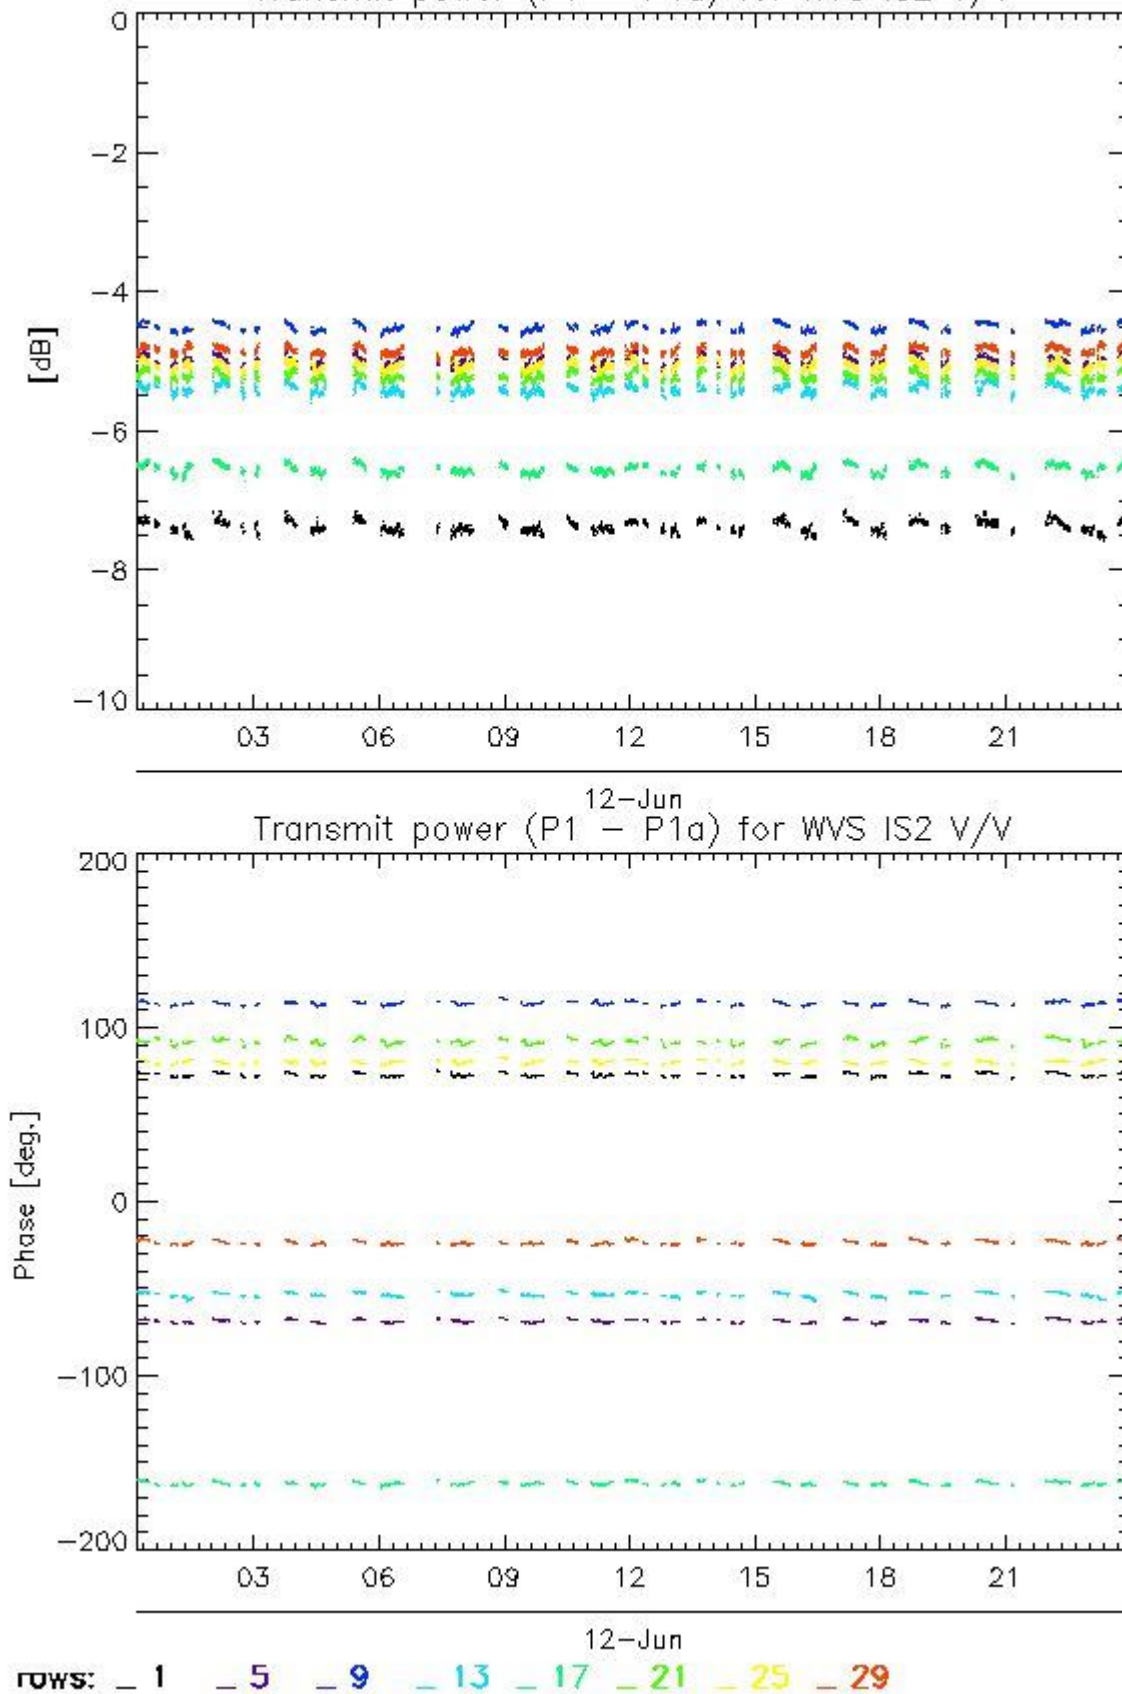 0
-2
-4
[dB]
-6
-8
-10
03 06 09 12 15 18 21
12-Jun
Transmit power (P1 - P1a) for WVS IS2 V/V
200
100
Phase [deg.]
0
-100
-200
03 06 09 12 15 18 21
12-Jun
rows: _ 1 _ 5 _ 9 _ 13 _ 17 _ 21 _ 25 _ 29